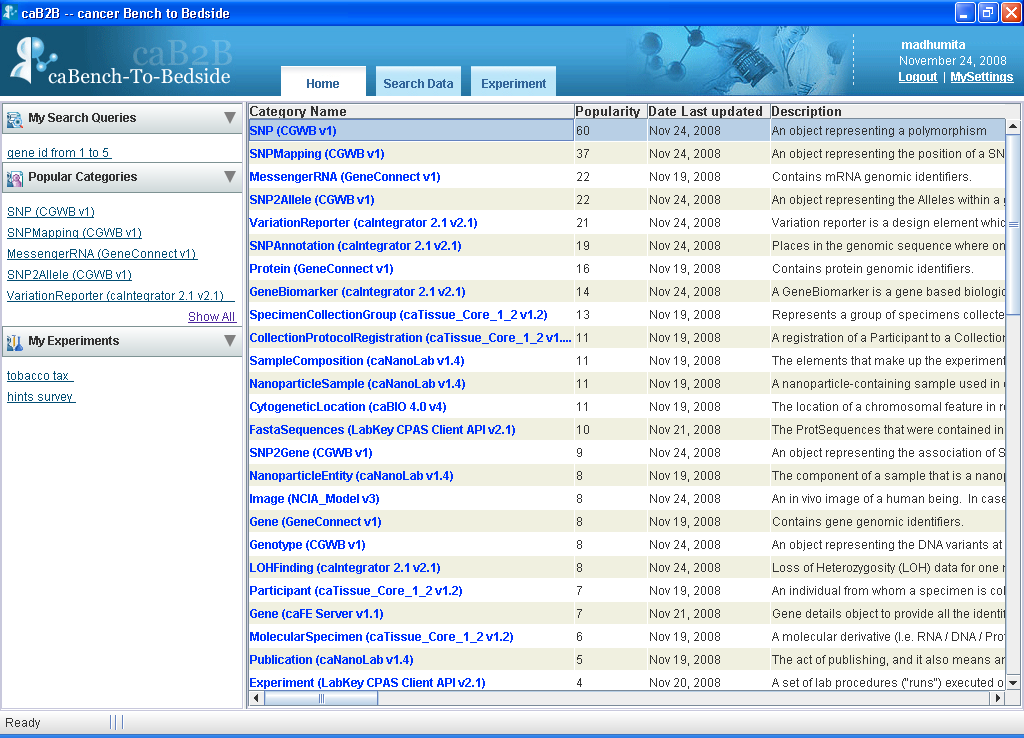 caB2B -- cancer Bench to Bedside
caB2B
caBench-To-Bedside
Home
Search Data
Experiment
madhumita
November 24, 2008
Logout | MySettings
My Search Queries
gene id from 1 to 5
Popular Categories
SNP (CGWB v1)
SNPMapping (CGWB v1)
MessengerRNA (GeneConnect v1)
SNP2Allele (CGWB v1)
VariationReporter (caIntegrator 2.1 v2.1)
Show All
My Experiments
tobacco tax
hints survey
Category Name Popularity Date Last updated Description
SNP (CGWB v1) 60 Nov 24, 2008 An object representing a polymorphism
SNPMapping (CGWB v1) 37 Nov 24, 2008 An object representing the position of a SN
MessengerRNA (GeneConnect v1) 22 Nov 19, 2008 Contains mRNA genomic identifiers.
SNP2Allele (CGWB v1) 22 Nov 24, 2008 An object representing the Alleles within a
VariationReporter (caIntegrator 2.1 v2.1) 21 Nov 24, 2008 Variation reporter is a design element whic
SNPAnnotation (caIntegrator 2.1 v2.1) 19 Nov 24, 2008 Places in the genomic sequence where on
Protein (GeneConnect v1) 16 Nov 19, 2008 Contains protein genomic identifiers.
GeneBiomarker (caIntegrator 2.1 v2.1) 14 Nov 24, 2008 A GeneBiomarker is a gene based biologic
SpecimenCollectionGroup (caTissue_Core_1_2 v1.2) 13 Nov 19, 2008 Represents a group of specimens collecte
CollectionProtocolRegistration (caTissue_Core_1_2 v1.... 11 Nov 19, 2008 A registration of a Participant to a Collection
SampleComposition (caNanoLab v1.4) 11 Nov 19, 2008 The elements that make up the experiment
NanoparticleSample (caNanoLab v1.4) 11 Nov 19, 2008 A nanoparticle-containing sample used in
CytogeneticLocation (caBIO 4.0 v4) 11 Nov 19, 2008 The location of a chromosomal feature in r
FastaSequences (LabKey CPAS Client API v2.1) 10 Nov 21, 2008 The ProtSequences that were contained in
SNP2Gene (CGWB v1) 9 Nov 24, 2008 An object representing the association of S
NanoparticleEntity (caNanoLab v1.4) 8 Nov 19, 2008 The component of a sample that is a nano
Image (NCIA_Model v3) 8 Nov 24, 2008 An in vivo image of a human being. In case
Gene (GeneConnect v1) 8 Nov 19, 2008 Contains gene genomic identifiers.
Genotype (CGWB v1) 8 Nov 24, 2008 An object representing the DNA variants at
LOHFinding (caIntegrator 2.1 v2.1) 8 Nov 24, 2008 Loss of Heterozygosity (LOH) data for one
Participant (caTissue_Core_1_2 v1.2) 7 Nov 19, 2008 An individual from whom a specimen is col
Gene (caFE Server v1.1) 7 Nov 21, 2008 Gene details object to provide all the identi
MolecularSpecimen (caTissue_Core_1_2 v1.2) 6 Nov 19, 2008 A molecular derivative (I.e. RNA / DNA / Pro
Publication (caNanoLab v1.4) 5 Nov 19, 2008 The act of publishing, and it also means an
Experiment (LabKey CPAS Client API v2.1) 4 Nov 20, 2008 A set of lab procedures ("runs") executed o
Ready